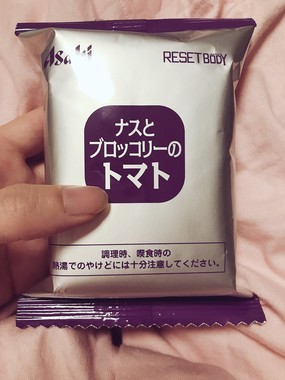 Asahi
RESETBODY
ナスと
ブロッコリーの
トマト
調理時、喫食時の
熱湯でのやけどには十分注意してください。